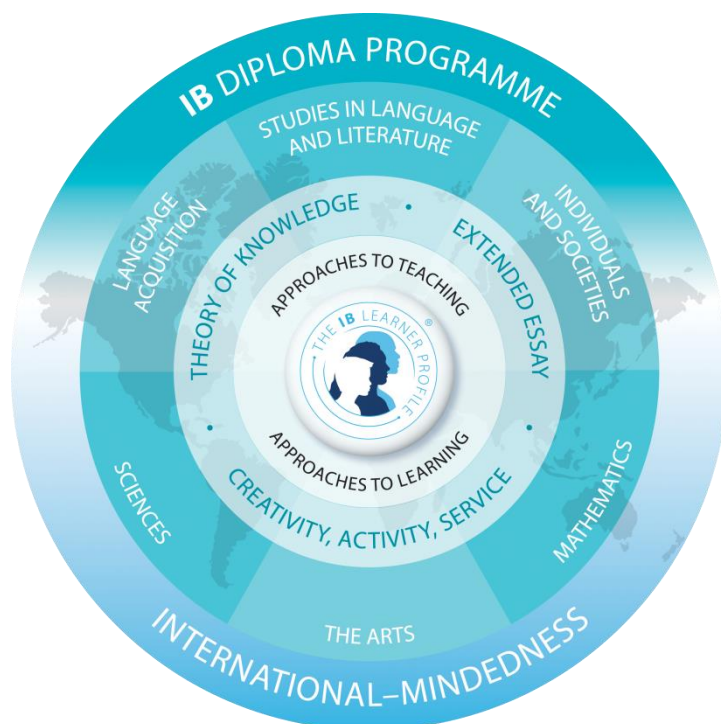 IB DIPLOMA PROGRAMME
STUDIES IN LANGUAGE
AND LITERATURE
LANGUAGE
ACQUISITION
INDIVIDUALS
AND SOCIETIES
THEORY OF KNOWLEDGE
•
EXTENDED ESSAY
APPROACHES TO TEACHING
• THE IB LEARNER PROFILE •
®
APPROACHES TO LEARNING
•
•
CREATIVITY, ACTIVITY, SERVICE
SCIENCES
MATHEMATICS
THE ARTS
INTERNATIONAL–MINDEDNESS